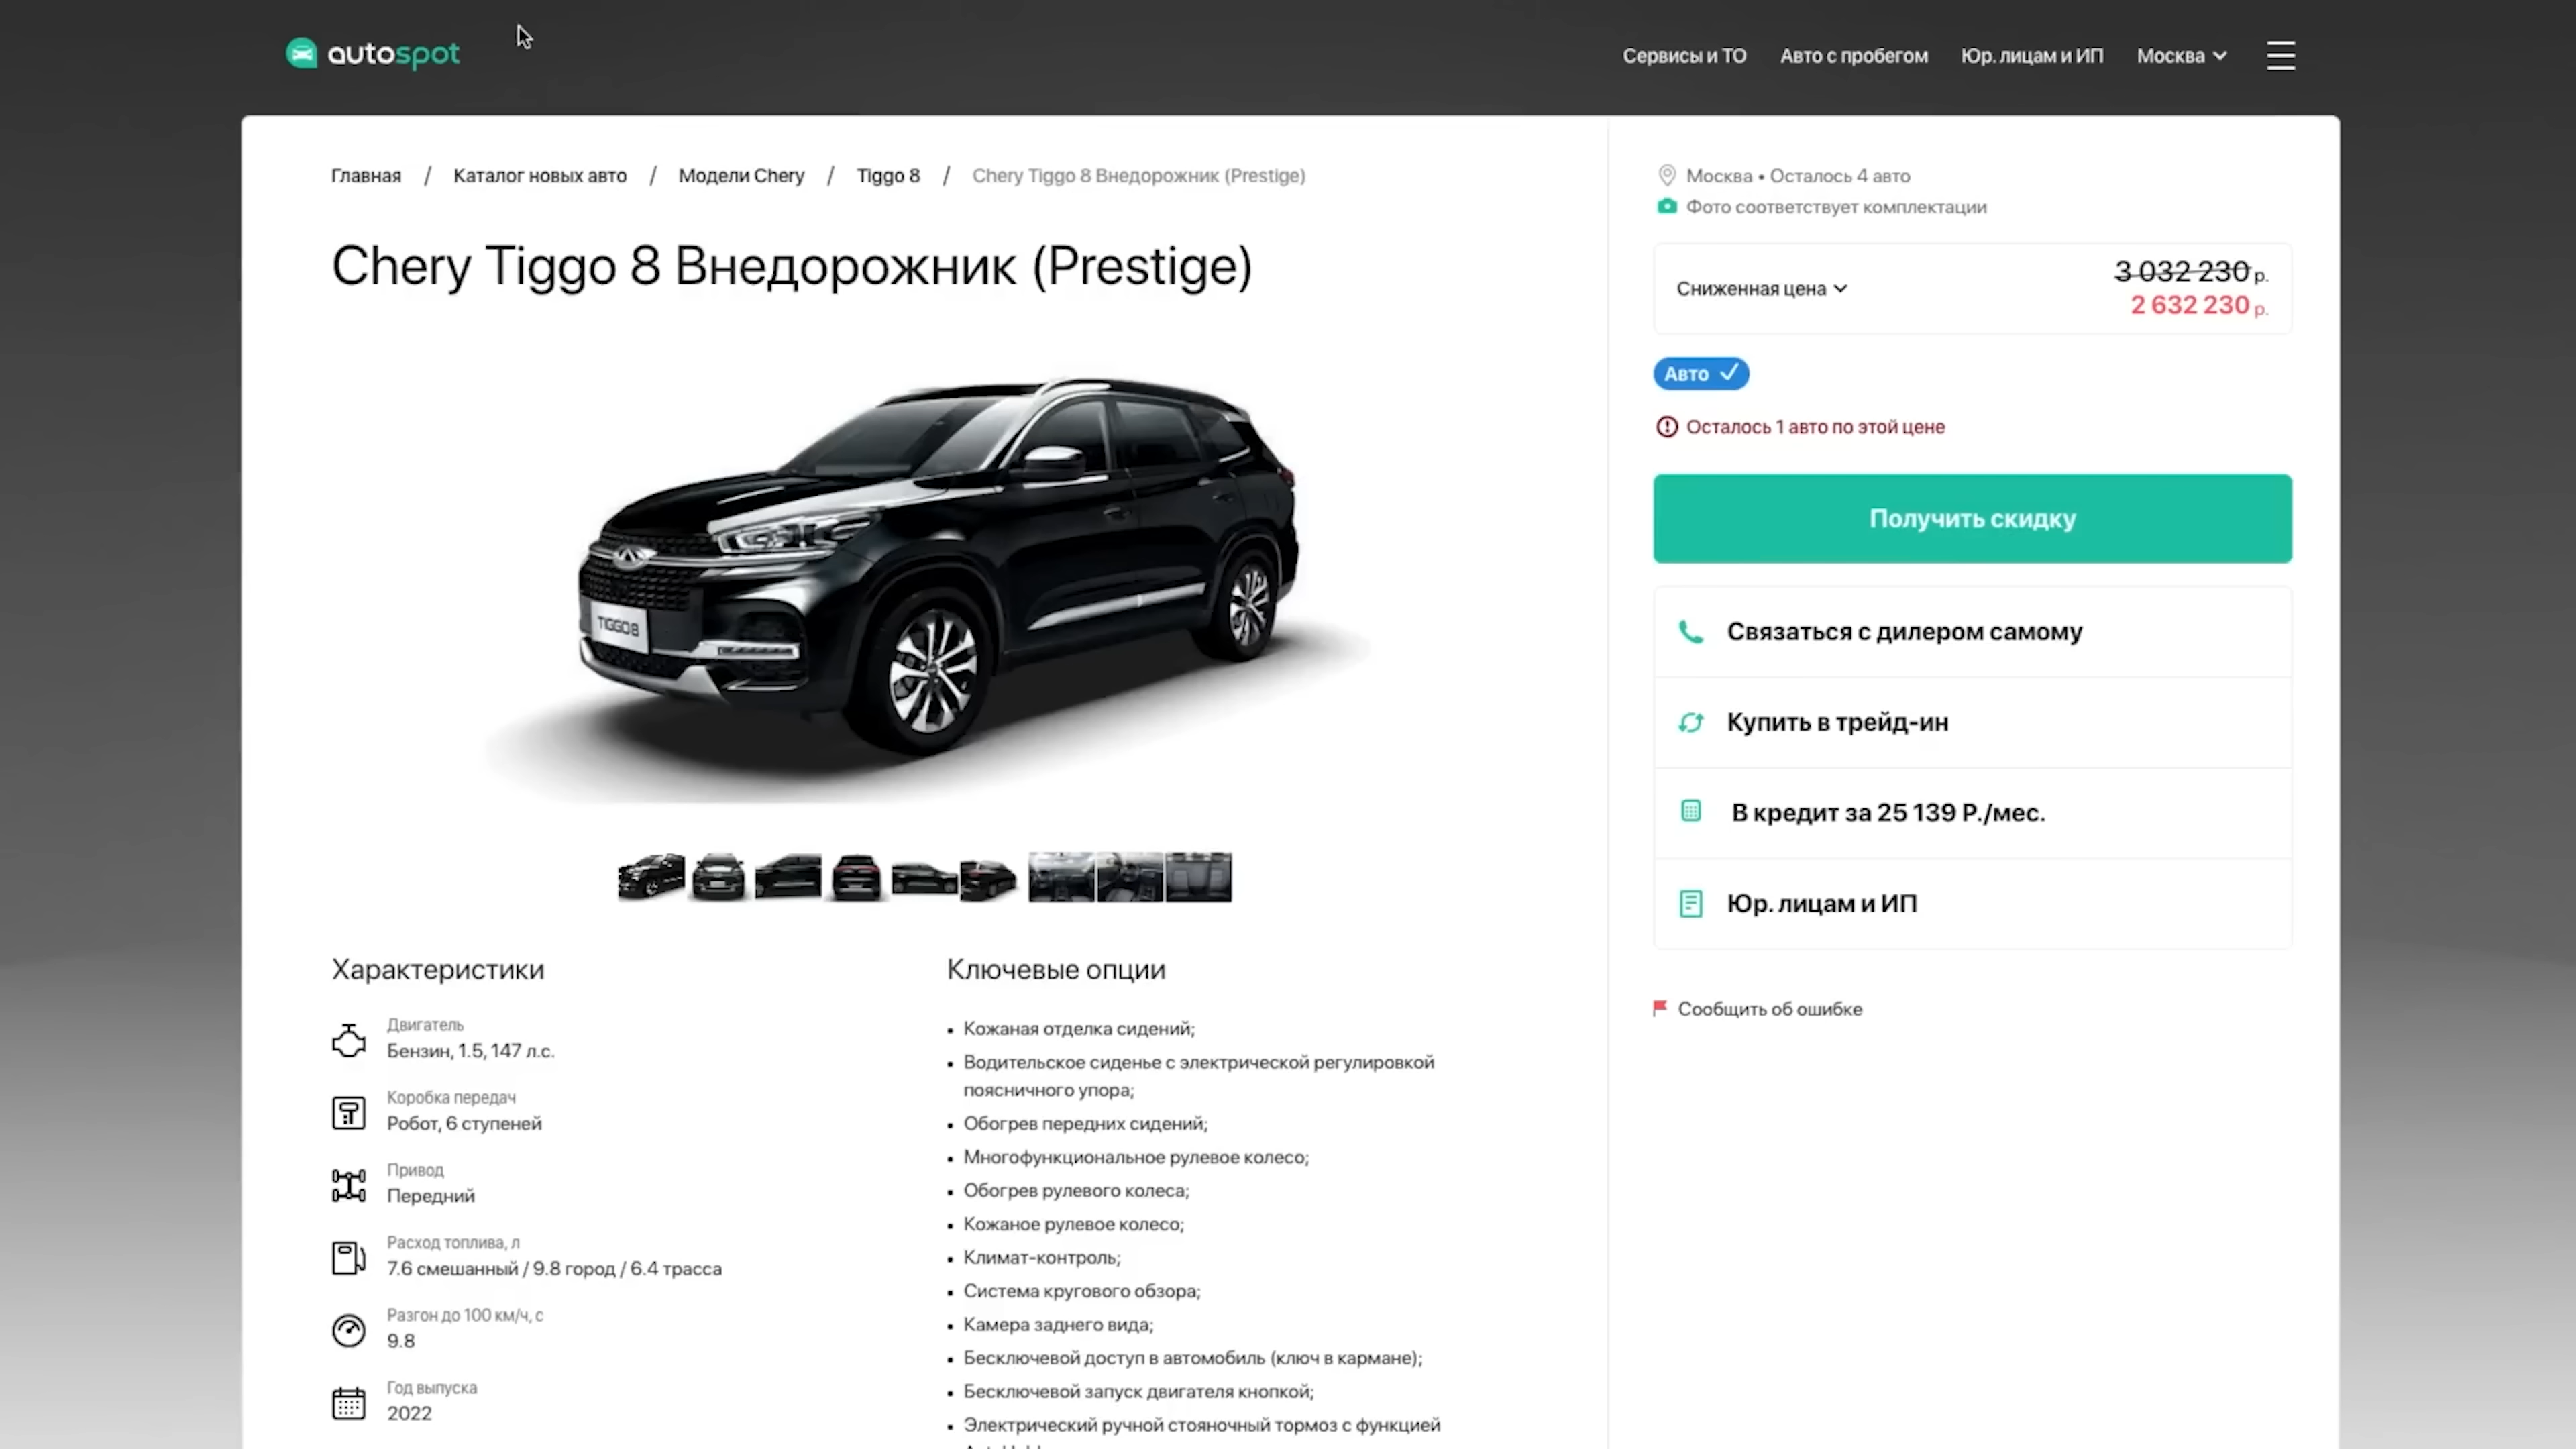 autospot
Сервисы и ТО
Авто с пробегом
Юр. лицам и ИП
Москва
Главная / Каталог новых авто / Модели Chery / Tiggo 8 / Chery Tiggo 8 Внедорожник (Prestige)
Chery Tiggo 8 Внедорожник (Prestige)
TIGGO8
Характеристики
Двигатель
Бензин, 1.5, 147 л.с.
Коробка передач
Робот, 6 ступеней
Привод
Передний
Расход топлива, л
7.6 смешанный / 9.8 город / 6.4 трасса
Разгон до 100 км/ч, с
9.8
Год выпуска
2022
Ключевые опции
▪ Кожаная отделка сидений;
▪ Водительское сиденье с электрической регулировкой
поясничного упора;
▪ Обогрев передних сидений;
▪ Многофункциональное рулевое колесо;
▪ Обогрев рулевого колеса;
▪ Кожаное рулевое колесо;
▪ Климат-контроль;
▪ Система кругового обзора;
▪ Камера заднего вида;
▪ Бесключевой доступ в автомобиль (ключ в кармане);
▪ Бесключевой запуск двигателя кнопкой;
▪ Электрический ручной стояночный тормоз с функцией
Москва • Осталось 4 авто
Фото соответствует комплектации
Сниженная цена
3 032 230 р.
2 632 230 р.
Авто
Осталось 1 авто по этой цене
Получить скидку
Связаться с дилером самому
Купить в трейд-ин
В кредит за 25 139 Р./мес.
Юр. лицам и ИП
Сообщить об ошибке